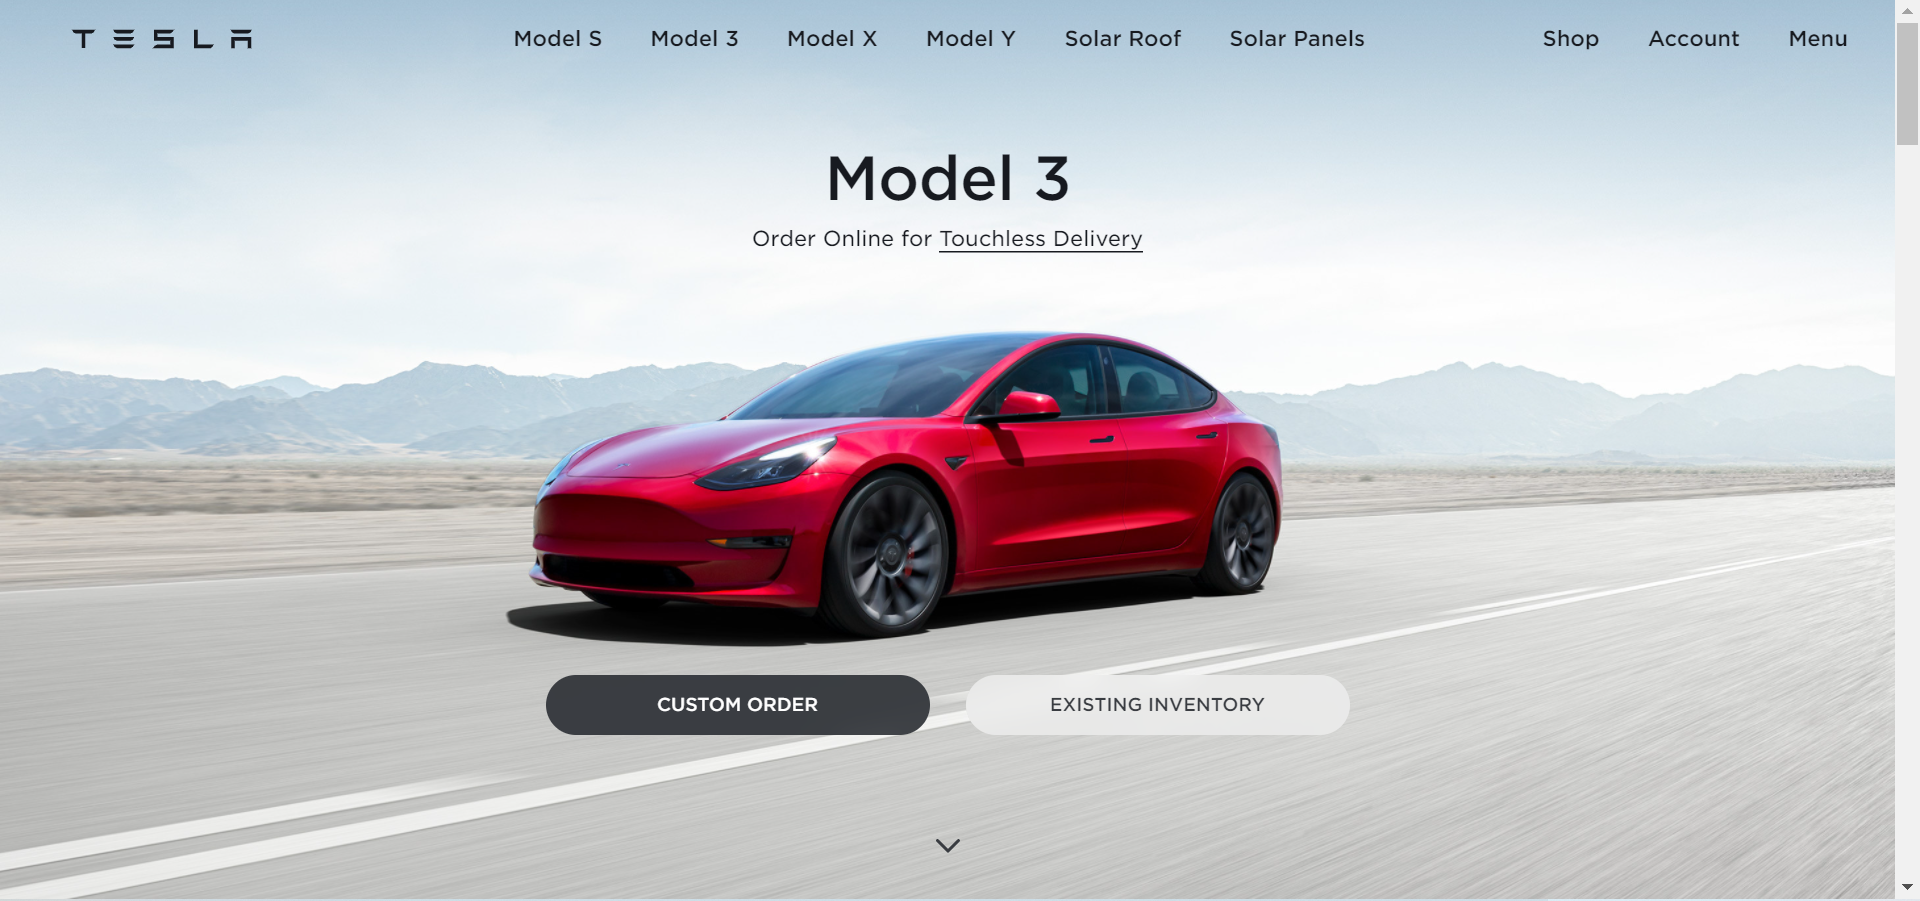 TESLA Model S Model 3 Model X Model Y Solar Roof Solar Panels Shop Account Menu
Model 3
Order Online for Touchless Delivery
CUSTOM ORDER EXISTING INVENTORY